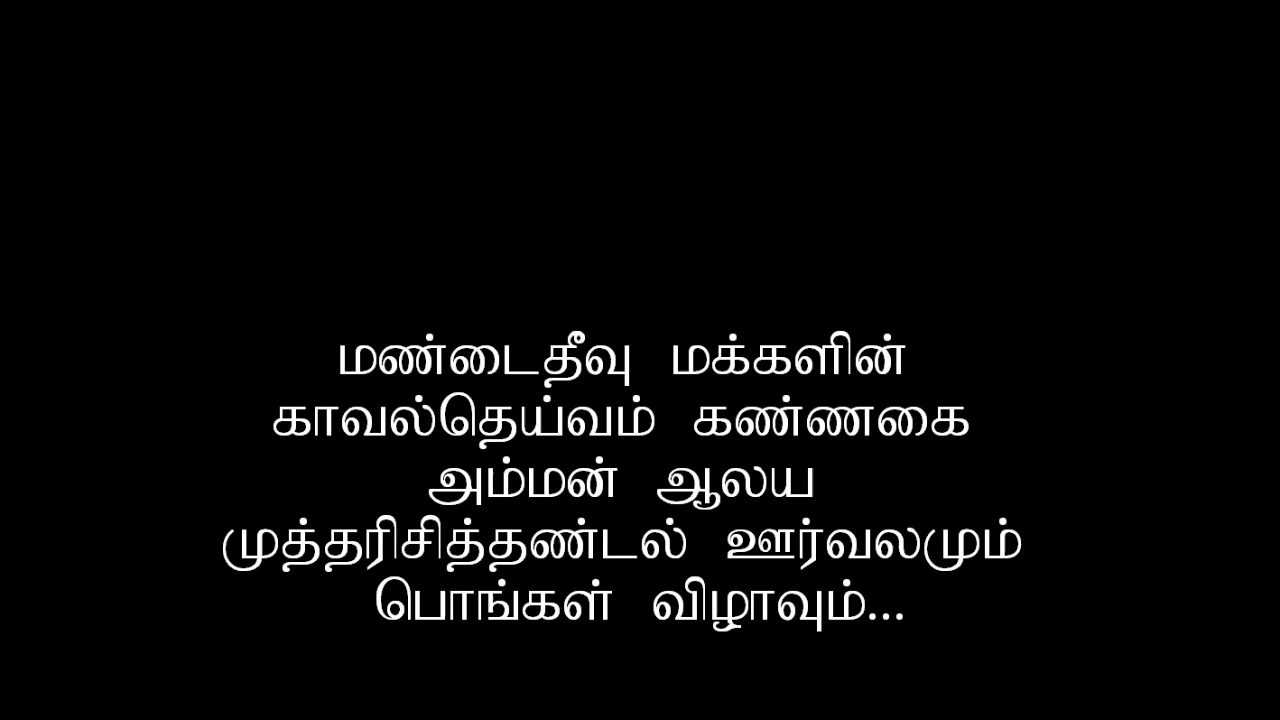 மண்டைதீவு மக்களின்
காவல்தெய்வம் கண்ணகை
அம்மன் ஆலய
முத்தரிசித்தண்டல் ஊர்வலமும்
பொங்கள் விழாவும்...